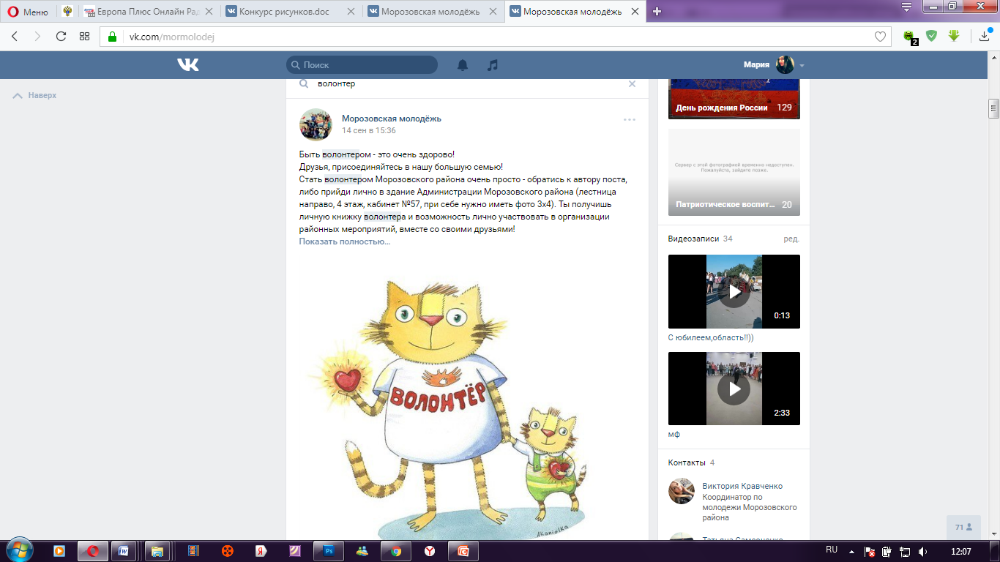 Меню
Европа Плюс Онлайн Рад
Конкурс рисунков.doc
Морозовская молодёжь
Морозовская молодёжь
vk.com/mormolodej
2
Поиск
Мария
Наверх
волонтер
Морозовская молодёжь
14 сен в 15:36
Быть волонтером - это очень здорово!
Друзья, присоединяйтесь в нашу большую семью!
Стать волонтером Морозовского района очень просто - обратись к автору поста,
либо прийди лично в здание Администрации Морозовского района (лестница
направо, 4 этаж, кабинет №57, при себе нужно иметь фото 3х4). Ты получишь
личную книжку волонтера и возможность лично участвовать в организации
районных мероприятий, вместе со своими друзьями!
Показать полностью...
ВОЛОНТЁР
День рождения России 129
Сервер с этой фотографией временно недоступен.
Пожалуйста, зайдите позже.
Патриотическое воспит... 20
Видеозаписи 34 ред.
0:13
С юбилеем,область!!))
2:33
мф
Контакты 4
Виктория Кравченко
Координатор по
молодежи Морозовского
района
71
RU
12:07